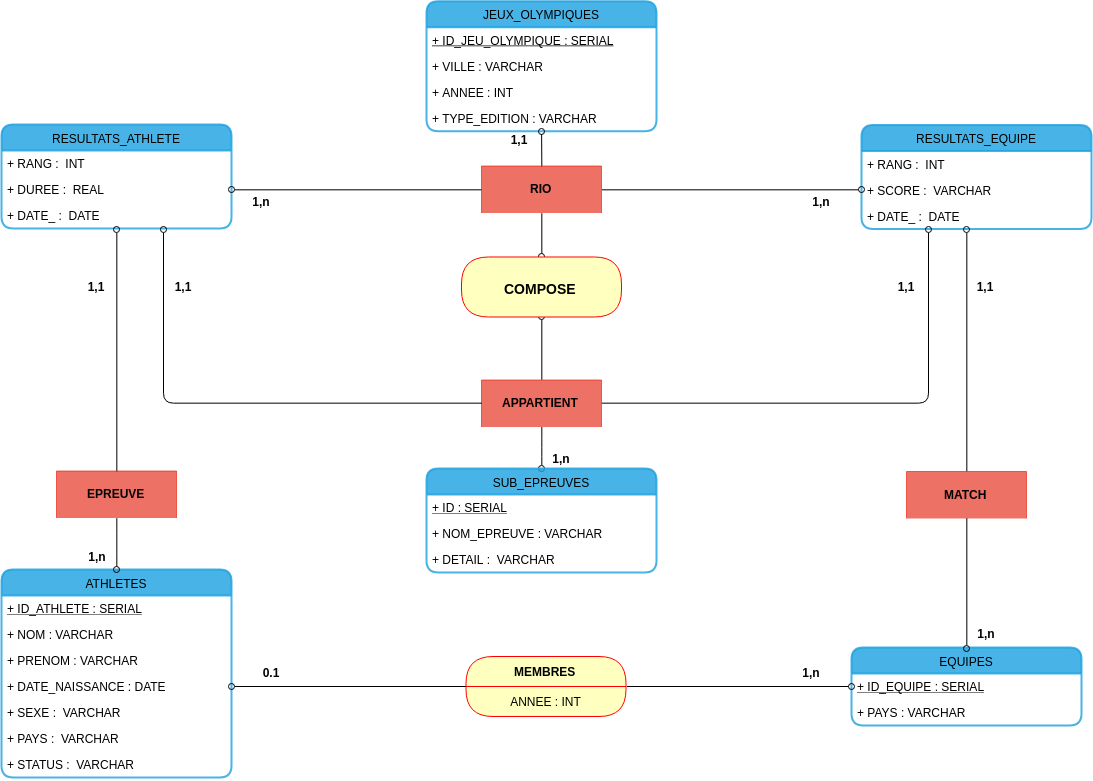 JEUX_OLYMPIQUES
+ ID_JEU_OLYMPIQUE : SERIAL
+ VILLE : VARCHAR
+ ANNEE : INT
+ TYPE_EDITION : VARCHAR
1,1
RESULTATS_ATHLETE
+ RANG :  INT
+ DUREE :  REAL
+ DATE_ :  DATE
RIO
1,n
1,n
RESULTATS_EQUIPE
+ RANG :  INT
+ SCORE :  VARCHAR
+ DATE_ :  DATE
1,1
1,1
COMPOSE
1,1
1,1
APPARTIENT
1,n
SUB_EPREUVES
+ ID : SERIAL
+ NOM_EPREUVE : VARCHAR
+ DETAIL :  VARCHAR
EPREUVE
MATCH
1,n
ATHLETES
+ ID_ATHLETE : SERIAL
+ NOM : VARCHAR
+ PRENOM : VARCHAR
+ DATE_NAISSANCE : DATE
+ SEXE :  VARCHAR
+ PAYS :  VARCHAR
+ STATUS :  VARCHAR
0.1
MEMBRES
ANNEE : INT
1,n
1,n
EQUIPES
+ ID_EQUIPE : SERIAL
+ PAYS : VARCHAR